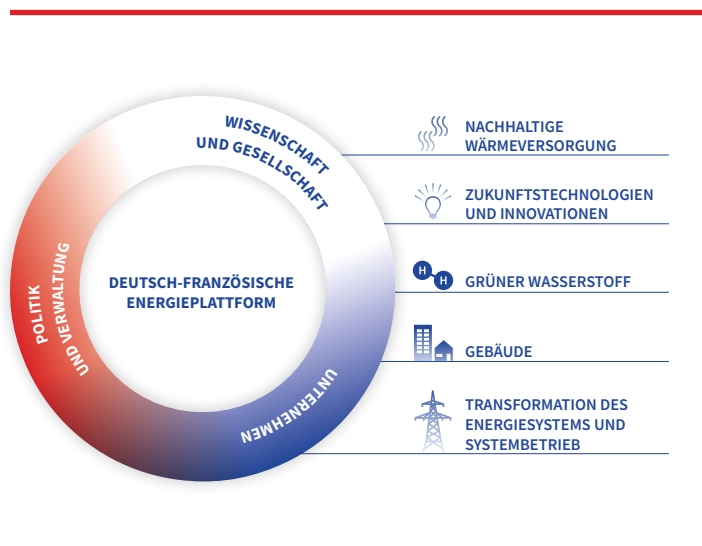 WISSENSCHAFT
UND GESELLSCHAFT
POLITIK
UND VERWALTUNG
UNTERNEHMEN
DEUTSCH-FRANZÖSISCHE
ENERGIEPLATTFORM
NACHHALTIGE
WÄRMEVERSORGUNG
ZUKUNFTSTECHNOLOGIEN
UND INNOVATIONEN
H H
GRÜNER WASSERSTOFF
GEBÄUDE
TRANSFORMATION DES
ENERGIESYSTEMS UND
SYSTEMBETRIEB